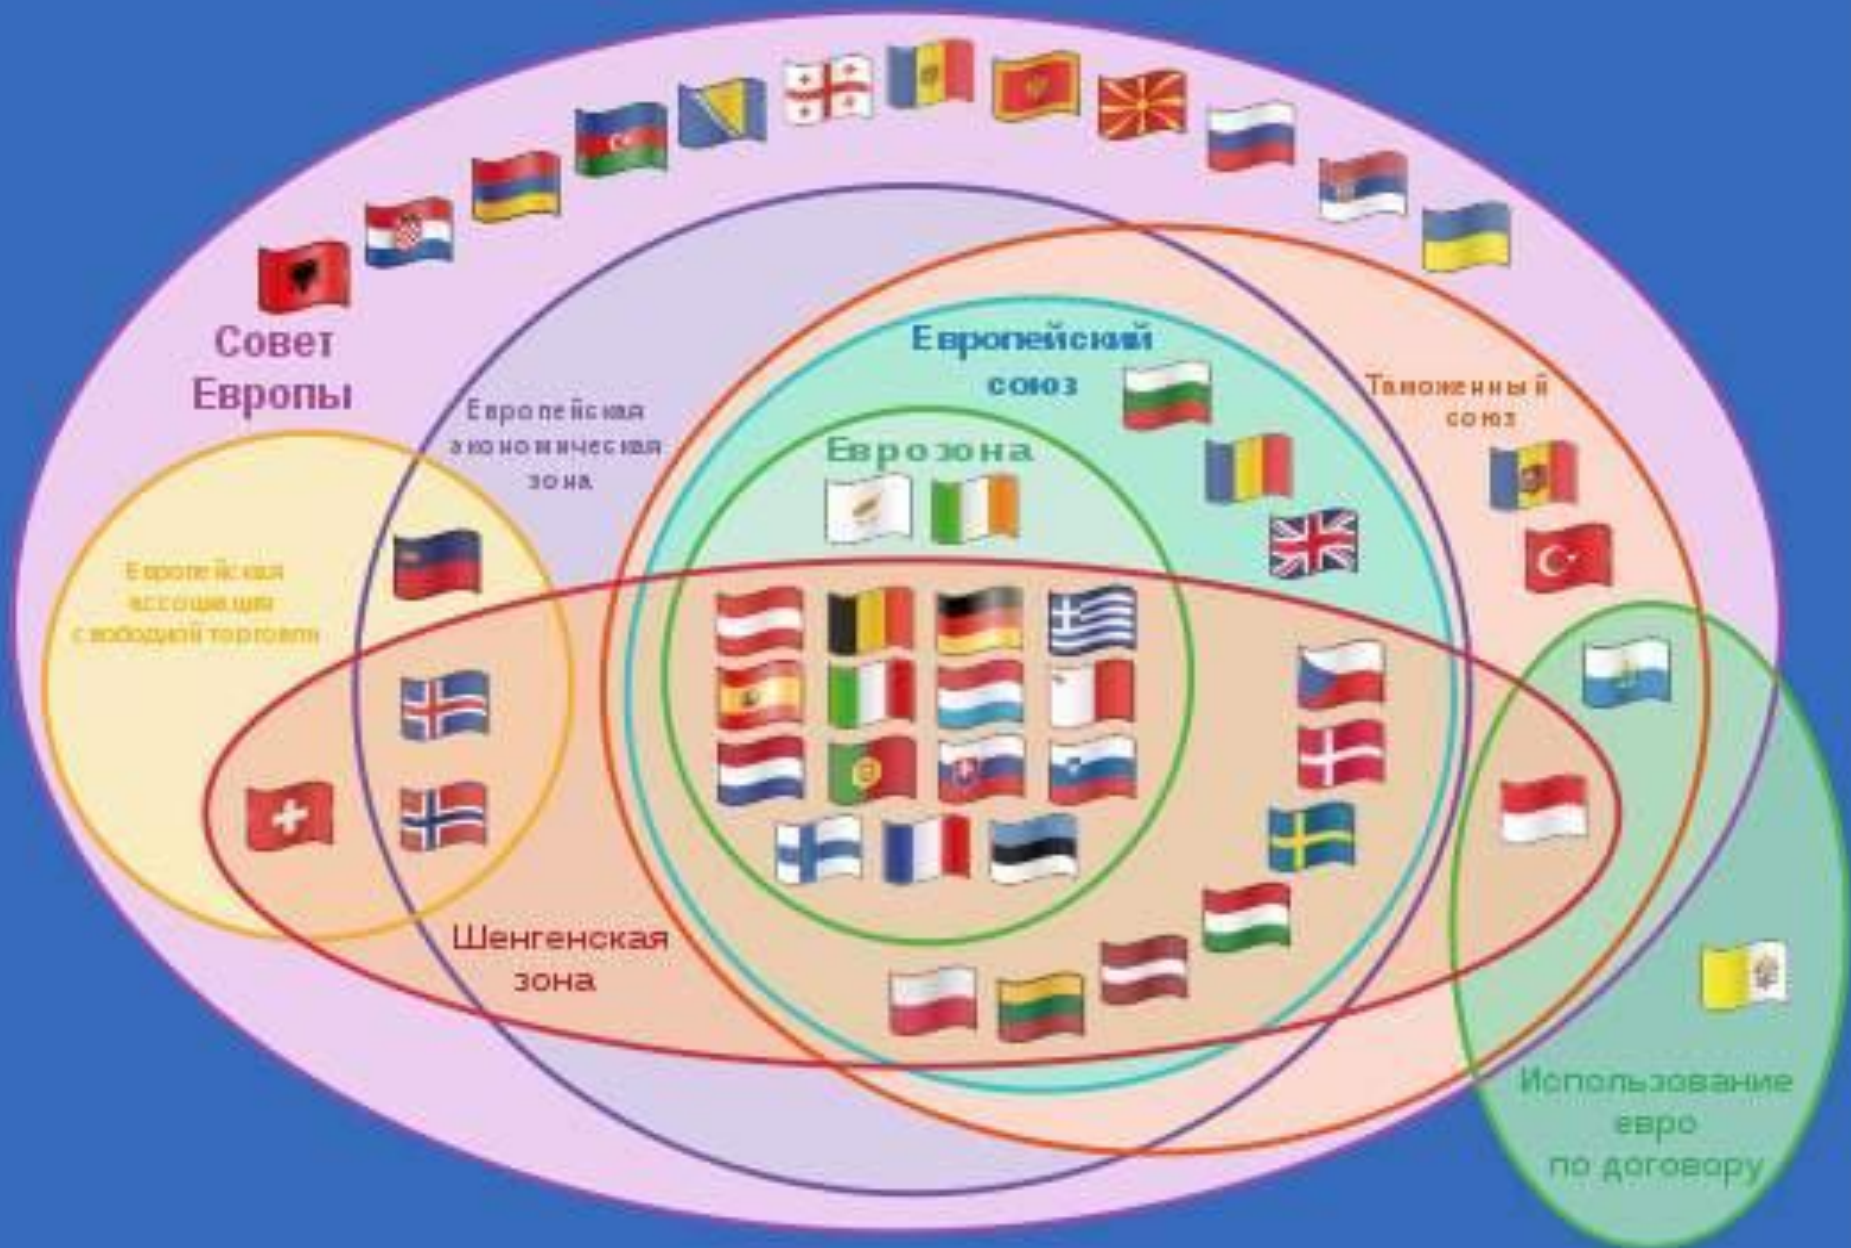 Совет
Европы
Европейский
союз
Таможенный
союз
Европейская
экономическая
зона
Еврозона
Европейская
ассоциация
свободной торговли
Шенгенская
зона
Использование
евро
по договору